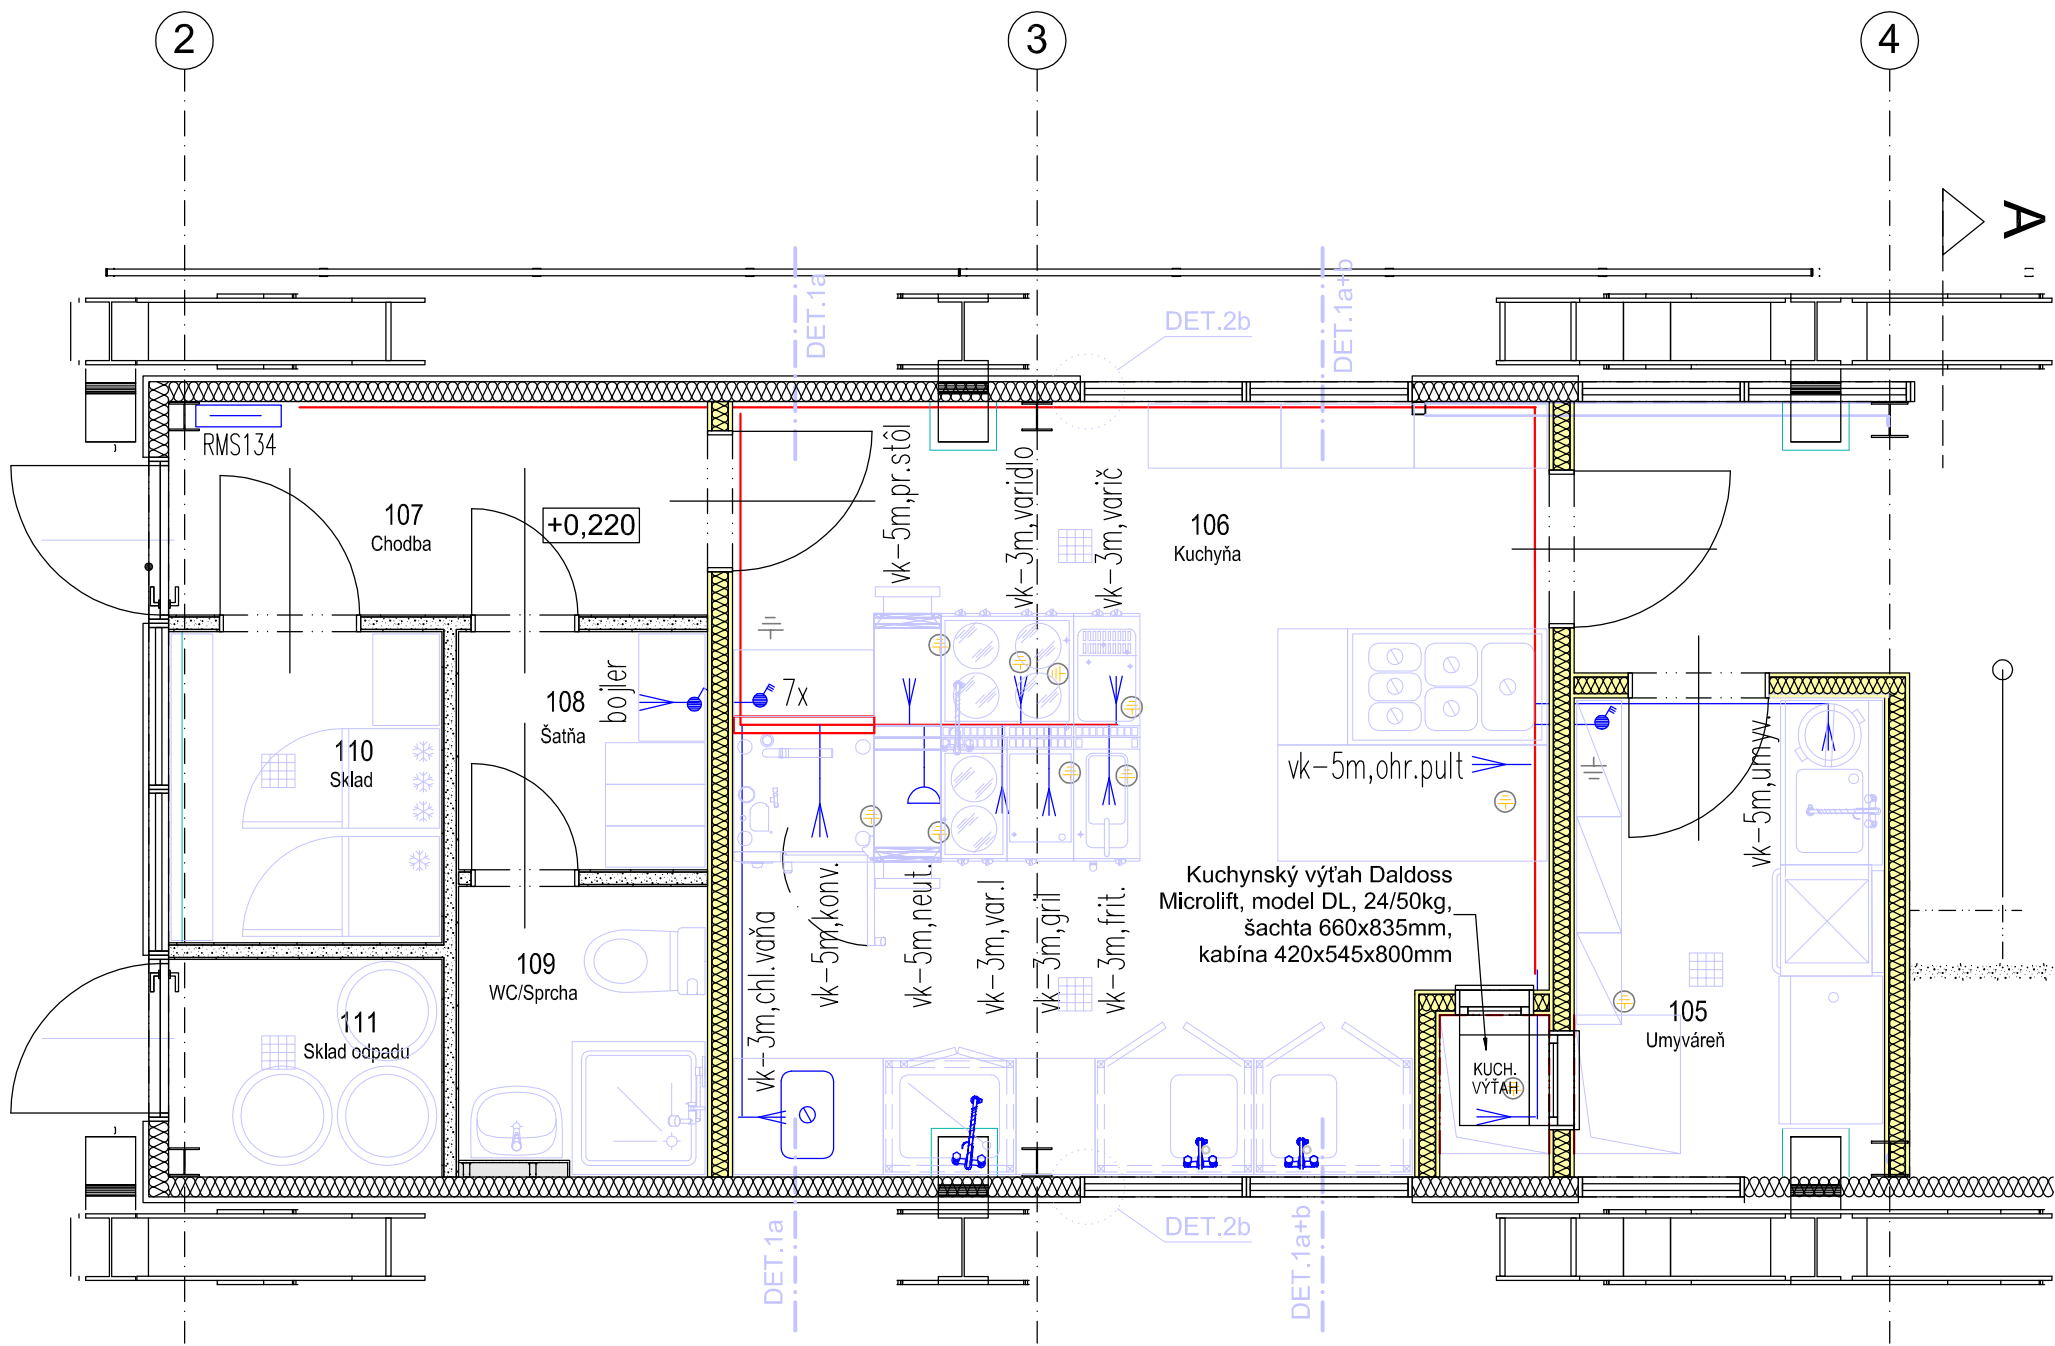 2
3
4
A
DET.1a
DET.2b
DET.1a+b
RMS134
107
Chodba
+0,220
vk-5m,pr.stôl
vk-3m,varidlo
vk-3m,varič
106
Kuchyňa
108
Šatňa
bojler
7x
110
Sklad
vk-5m,ohr.pult
vk-5m,umyv.
Kuchynský výťah Daldoss
Microlift, model DL, 24/50kg,
šachta 660x835mm,
kabína 420x545x800mm
vk-3m,chl.vaňa
vk-5m,konv.
vk-5m,neut.
vk-3m,var.I
vk-3m,gril
vk-3m,frit.
109
WC/Sprcha
111
Sklad odpadu
105
Umyváreň
KUCH.
VÝŤAH
DET.1a
DET.2b
DET.1a+b